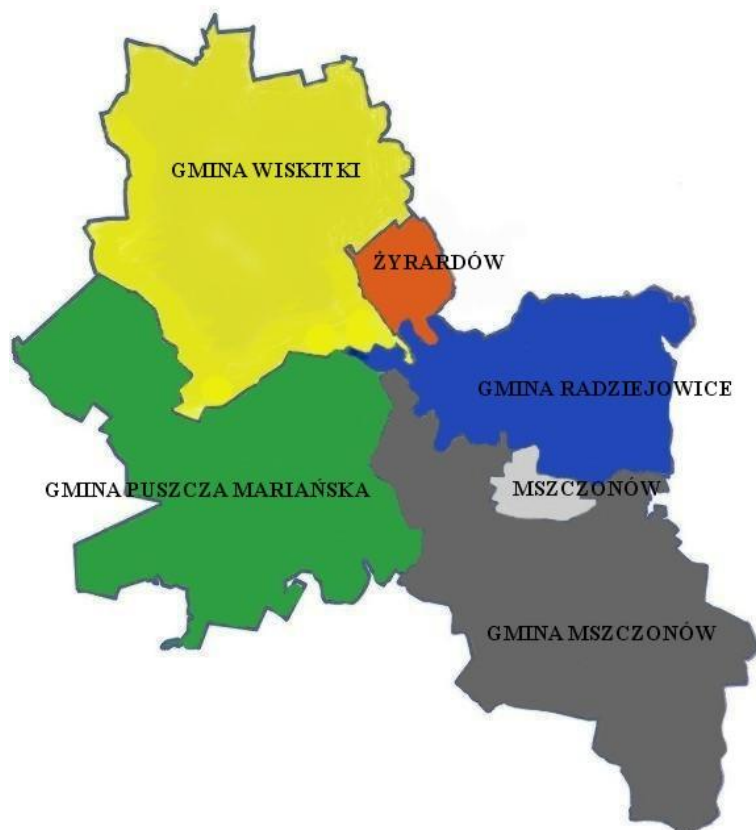 GMINA WISKITKI
ŻYRARDÓW
GMINA RADZIEJOWICE
GMINA PUSZCZA MARIAŃSKA
MSZCZONÓW
GMINA MSZCZONÓW